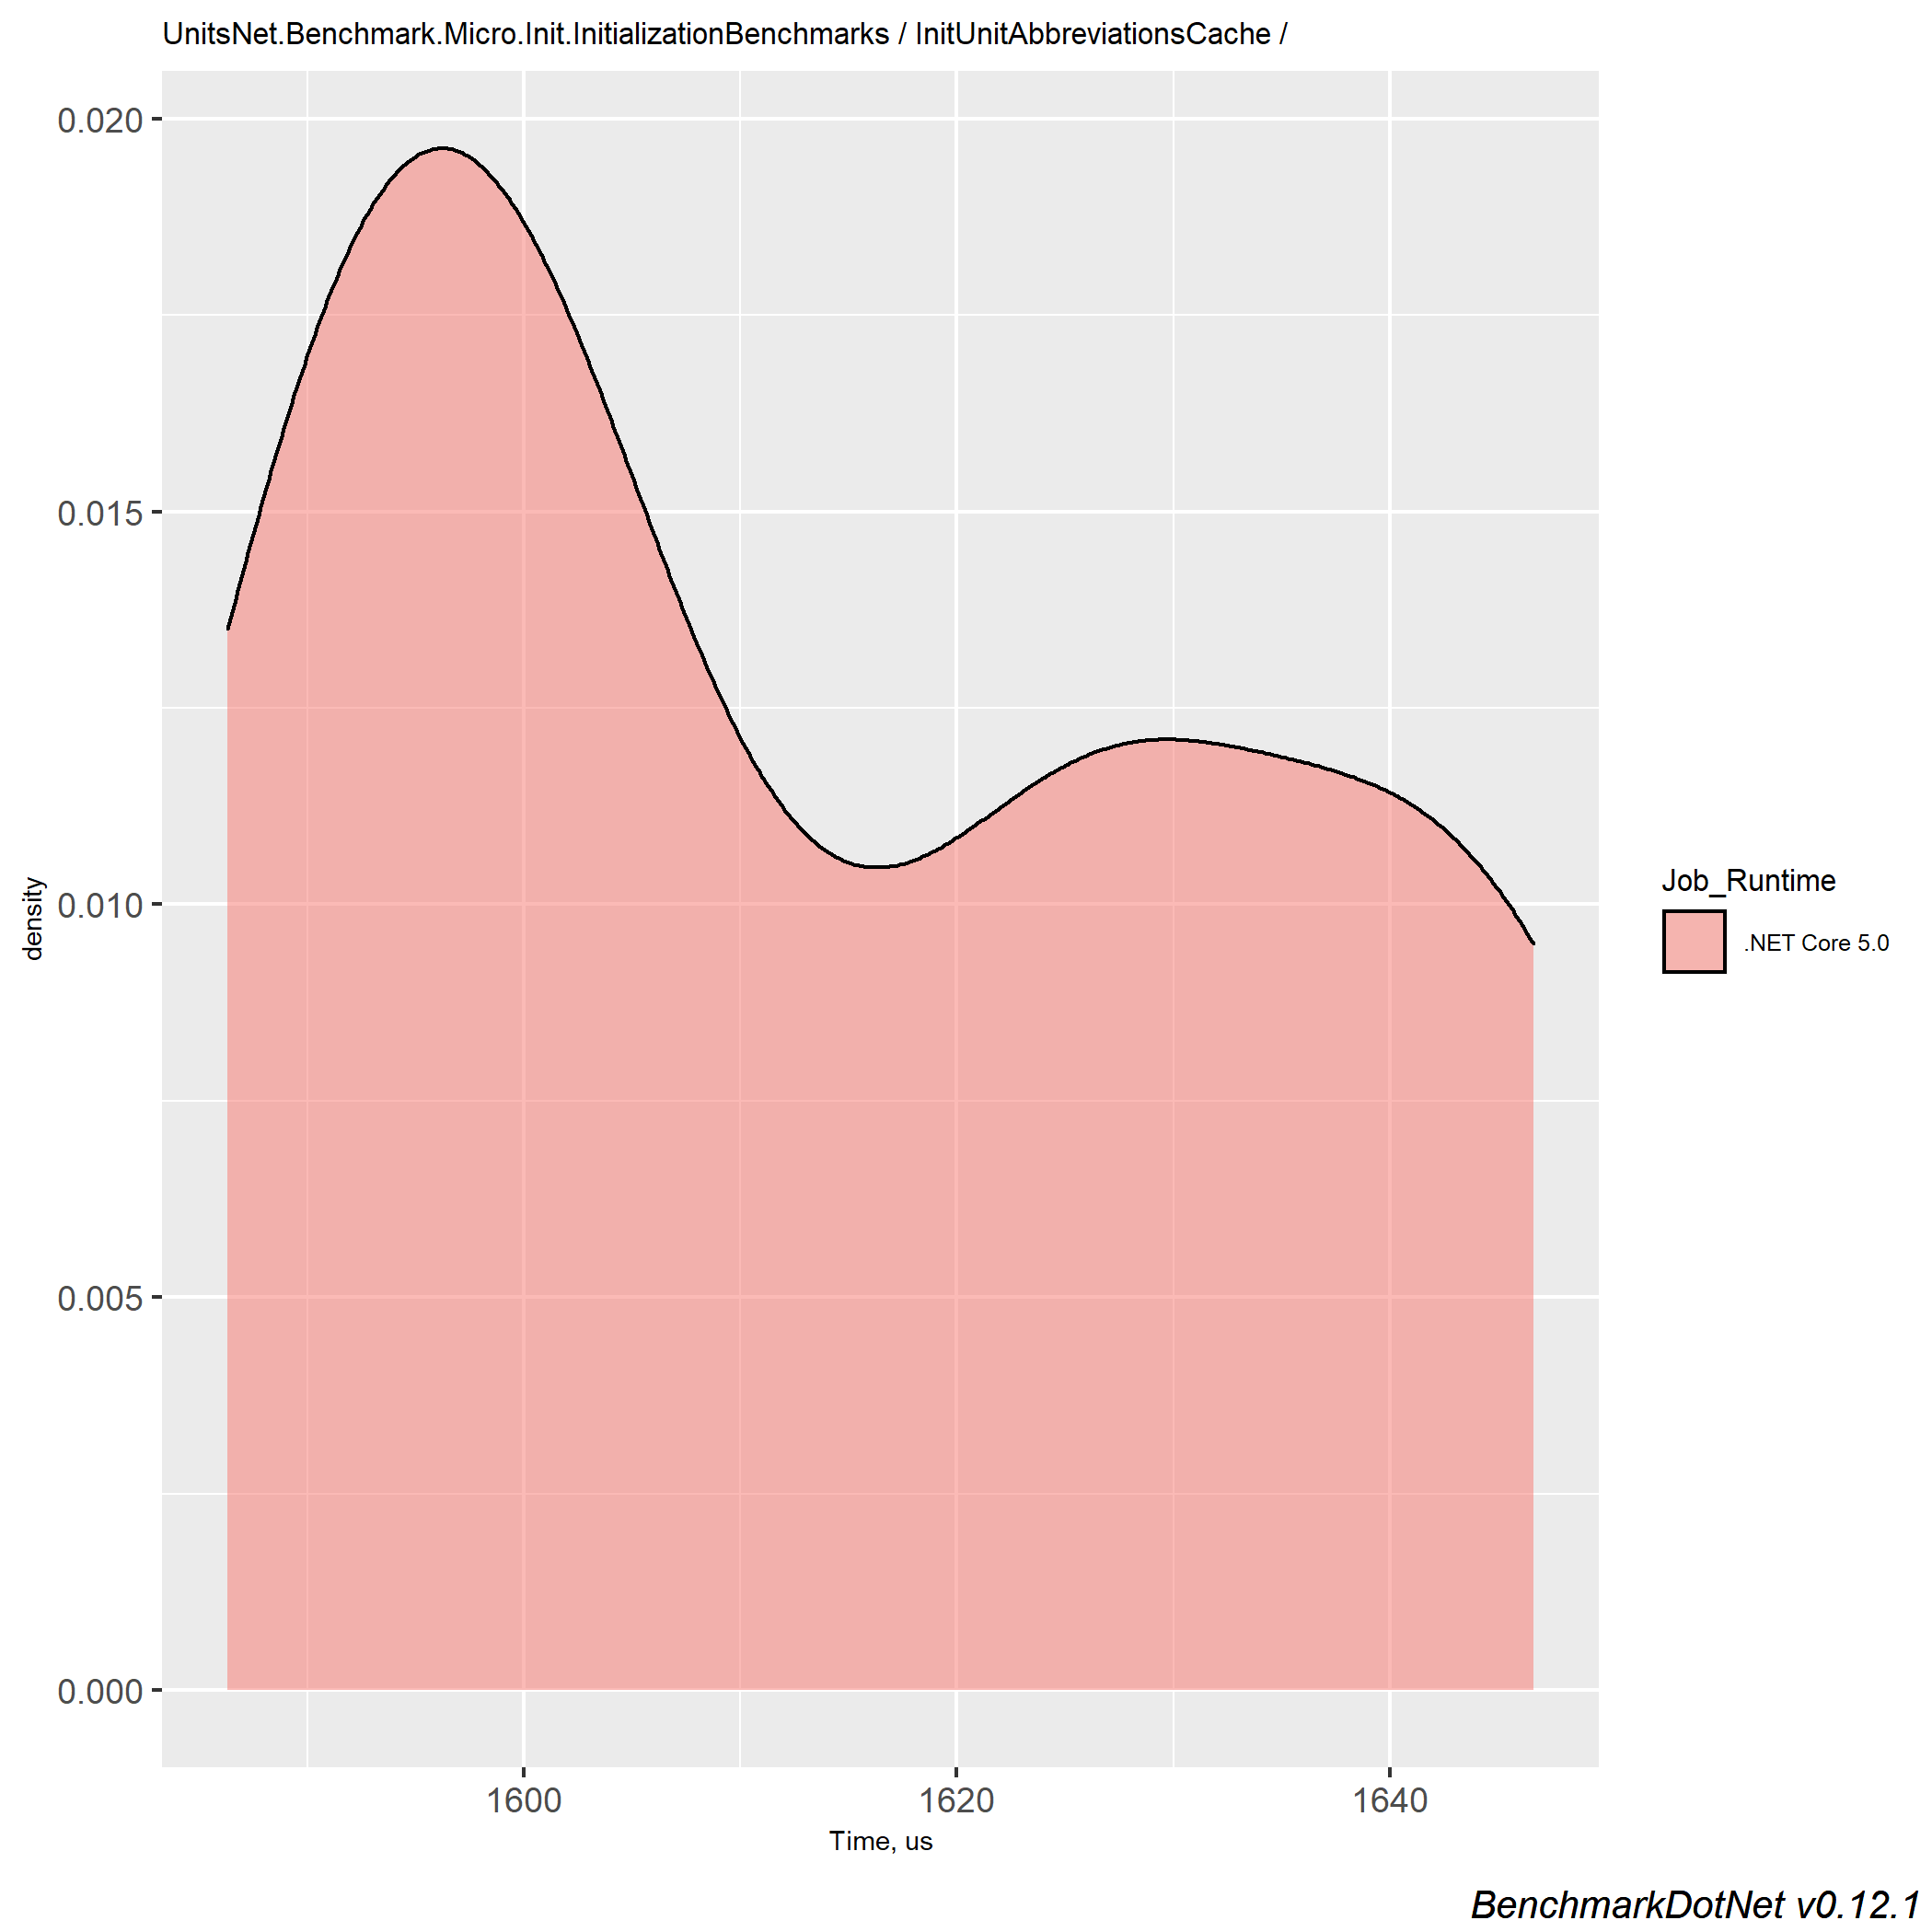 UnitsNet.Benchmark.Micro.Init.InitializationBenchmarks / InitUnitAbbreviationsCache /
0.020
0.015
0.010
0.005
0.000
density
1600 1620 1640
Time, us
Job_Runtime
.NET Core 5.0
BenchmarkDotNet v0.12.1